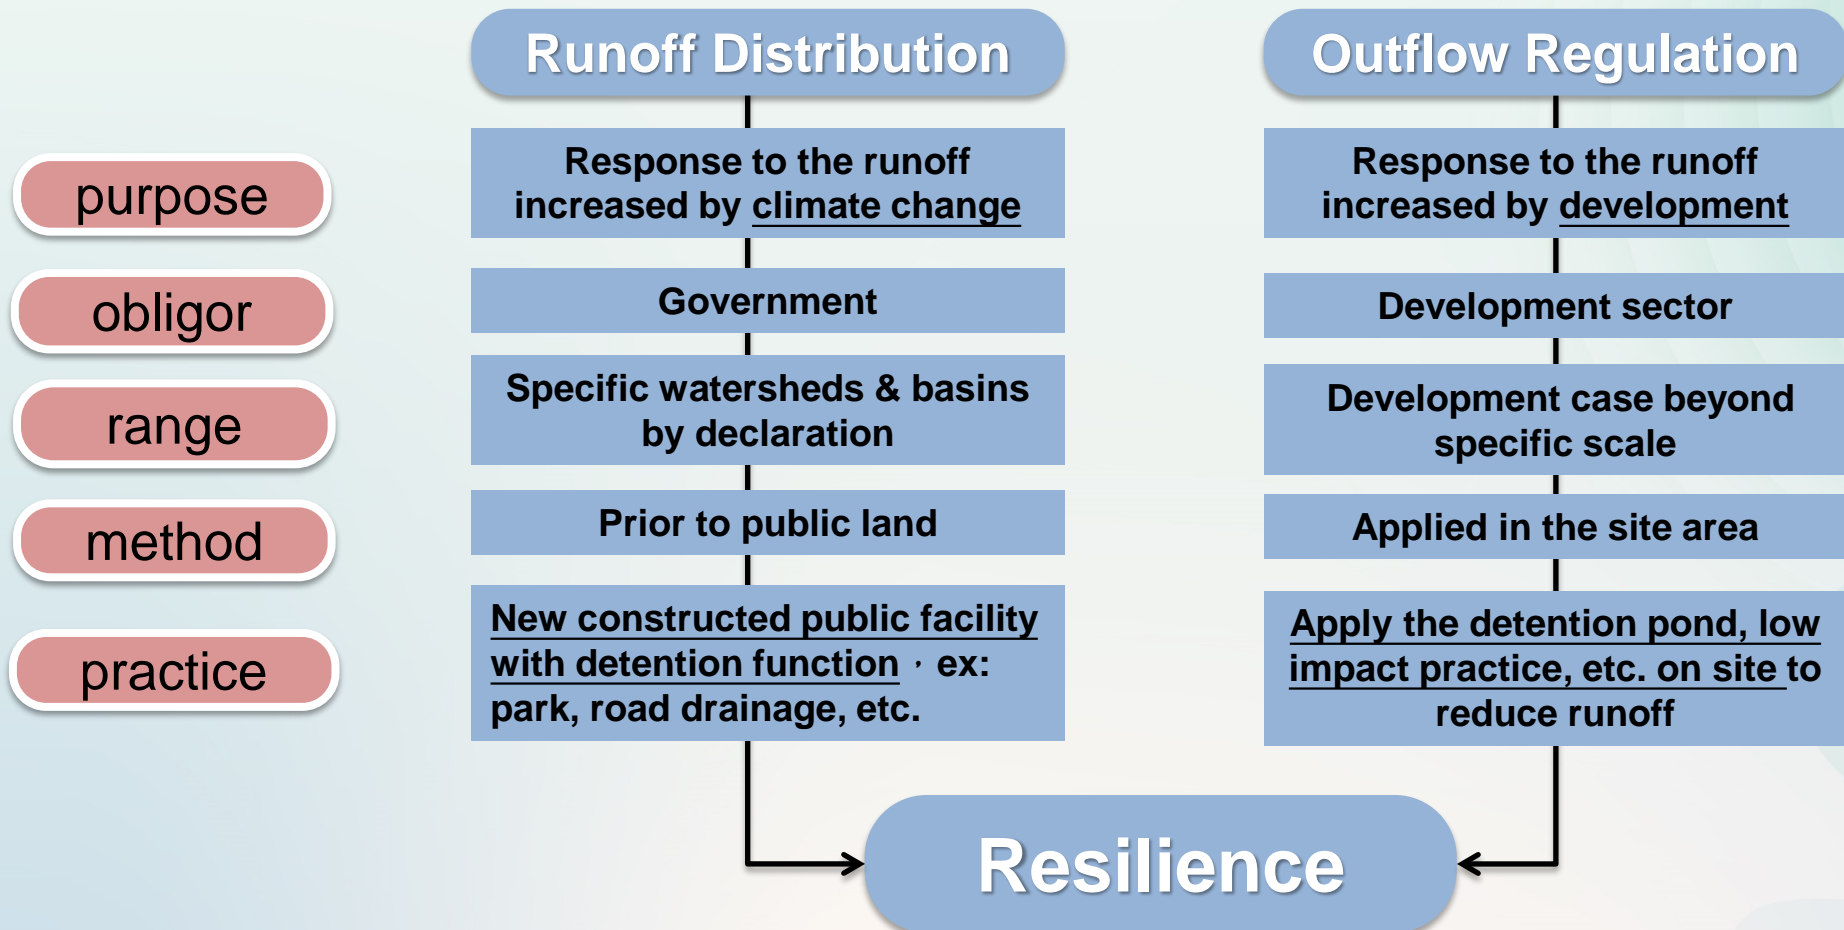 Runoff Distribution
Outflow Regulation
purpose
Response to the runoff
increased by climate change
Response to the runoff
increased by development
obligor
Government
Development sector
range
Specific watersheds & basins
by declaration
Development case beyond
specific scale
method
Prior to public land
Applied in the site area
practice
New constructed public facility
with detention function，ex:
park, road drainage, etc.
Apply the detention pond, low
impact practice, etc. on site to
reduce runoff
Resilience